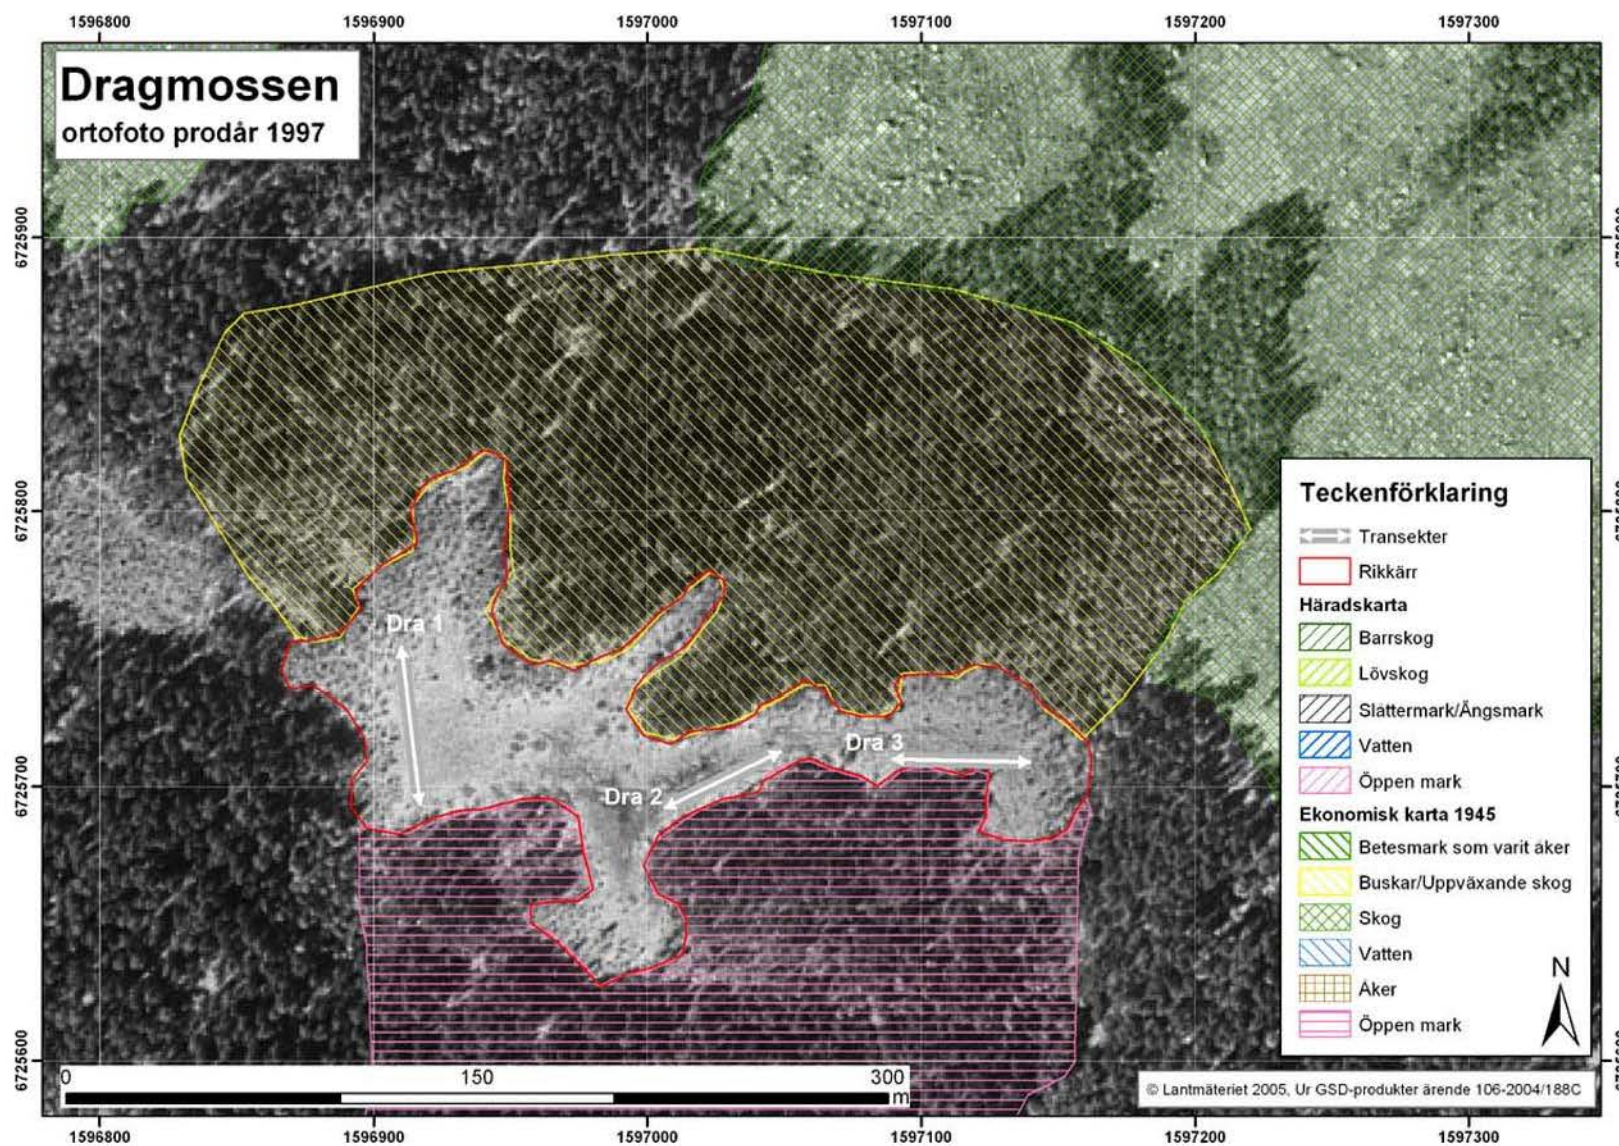 1596800 1596900 1597000 1597100 1597200 1597300
Dragmossen
ortofoto prodår 1997
6725900
6725800
6725700
6725600
Dra 1
Dra 2
Dra 3
Teckenförklaring
Transekter
Rikkärr
Häradskarta
Barrskog
Lövskog
Slåttermark/Ängsmark
Vatten
Öppen mark
Ekonomisk karta 1945
Betesmark som varit åker
Buskar/Uppväxande skog
Skog
Vatten
Åker
Öppen mark
N
0 150 300
m
© Lantmäteriet 2005, Ur GSD-produkter ärende 106-2004/188C
1596800 1596900 1597000 1597100 1597200 1597300